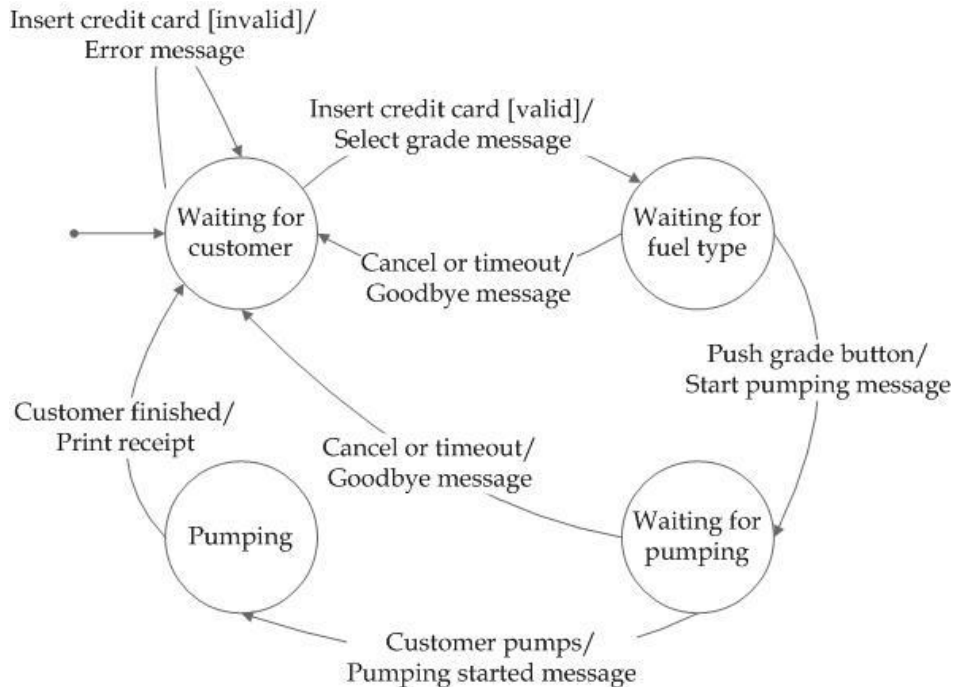 Insert credit card [invalid]/
Error message
Insert credit card [valid]/
Select grade message
Waiting for
customer
Waiting for
fuel type
Cancel or timeout/
Goodbye message
Push grade button/
Start pumping message
Customer finished/
Print receipt
Cancel or timeout/
Goodbye message
Pumping
Waiting for
pumping
Customer pumps/
Pumping started message